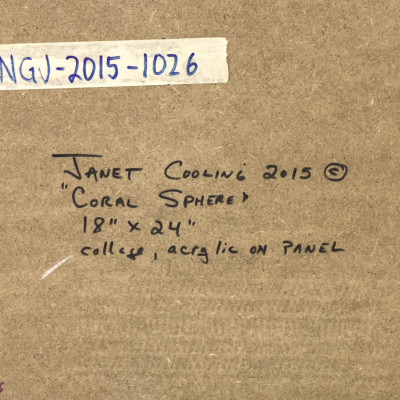 NGJ-2015-1026
JANET COOLING 2015 ©
"CORAL SPHERE"
18" x 24"
collage, acrylic on PANEL